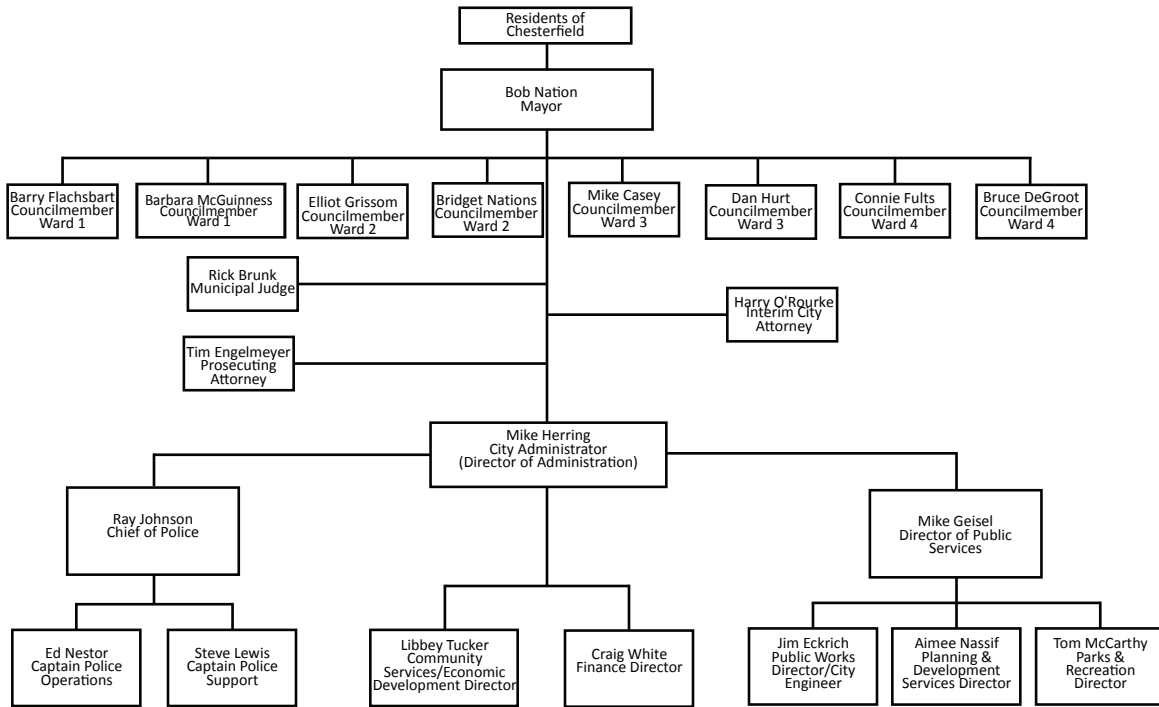 Residents of
Chesterfield
Bob Nation
Mayor
Barry Flachsbart
Councilmember
Ward 1
Barbara McGuinness
Councilmember
Ward 1
Elliot Grissom
Councilmember
Ward 2
Bridget Nations
Councilmember
Ward 2
Mike Casey
Councilmember
Ward 3
Dan Hurt
Councilmember
Ward 3
Connie Fults
Councilmember
Ward 4
Bruce DeGroot
Councilmember
Ward 4
Rick Brunk
Municipal Judge
Harry O'Rourke
Interim City
Attorney
Tim Engelmeyer
Prosecuting
Attorney
Mike Herring
City Administrator
(Director of Administration)
Ray Johnson
Chief of Police
Mike Geisel
Director of Public
Services
Ed Nestor
Captain Police
Operations
Steve Lewis
Captain Police
Support
Libbey Tucker
Community
Services/Economic
Development Director
Craig White
Finance Director
Jim Eckrich
Public Works
Director/City
Engineer
Aimee Nassif
Planning &
Development
Services Director
Tom McCarthy
Parks &
Recreation
Director